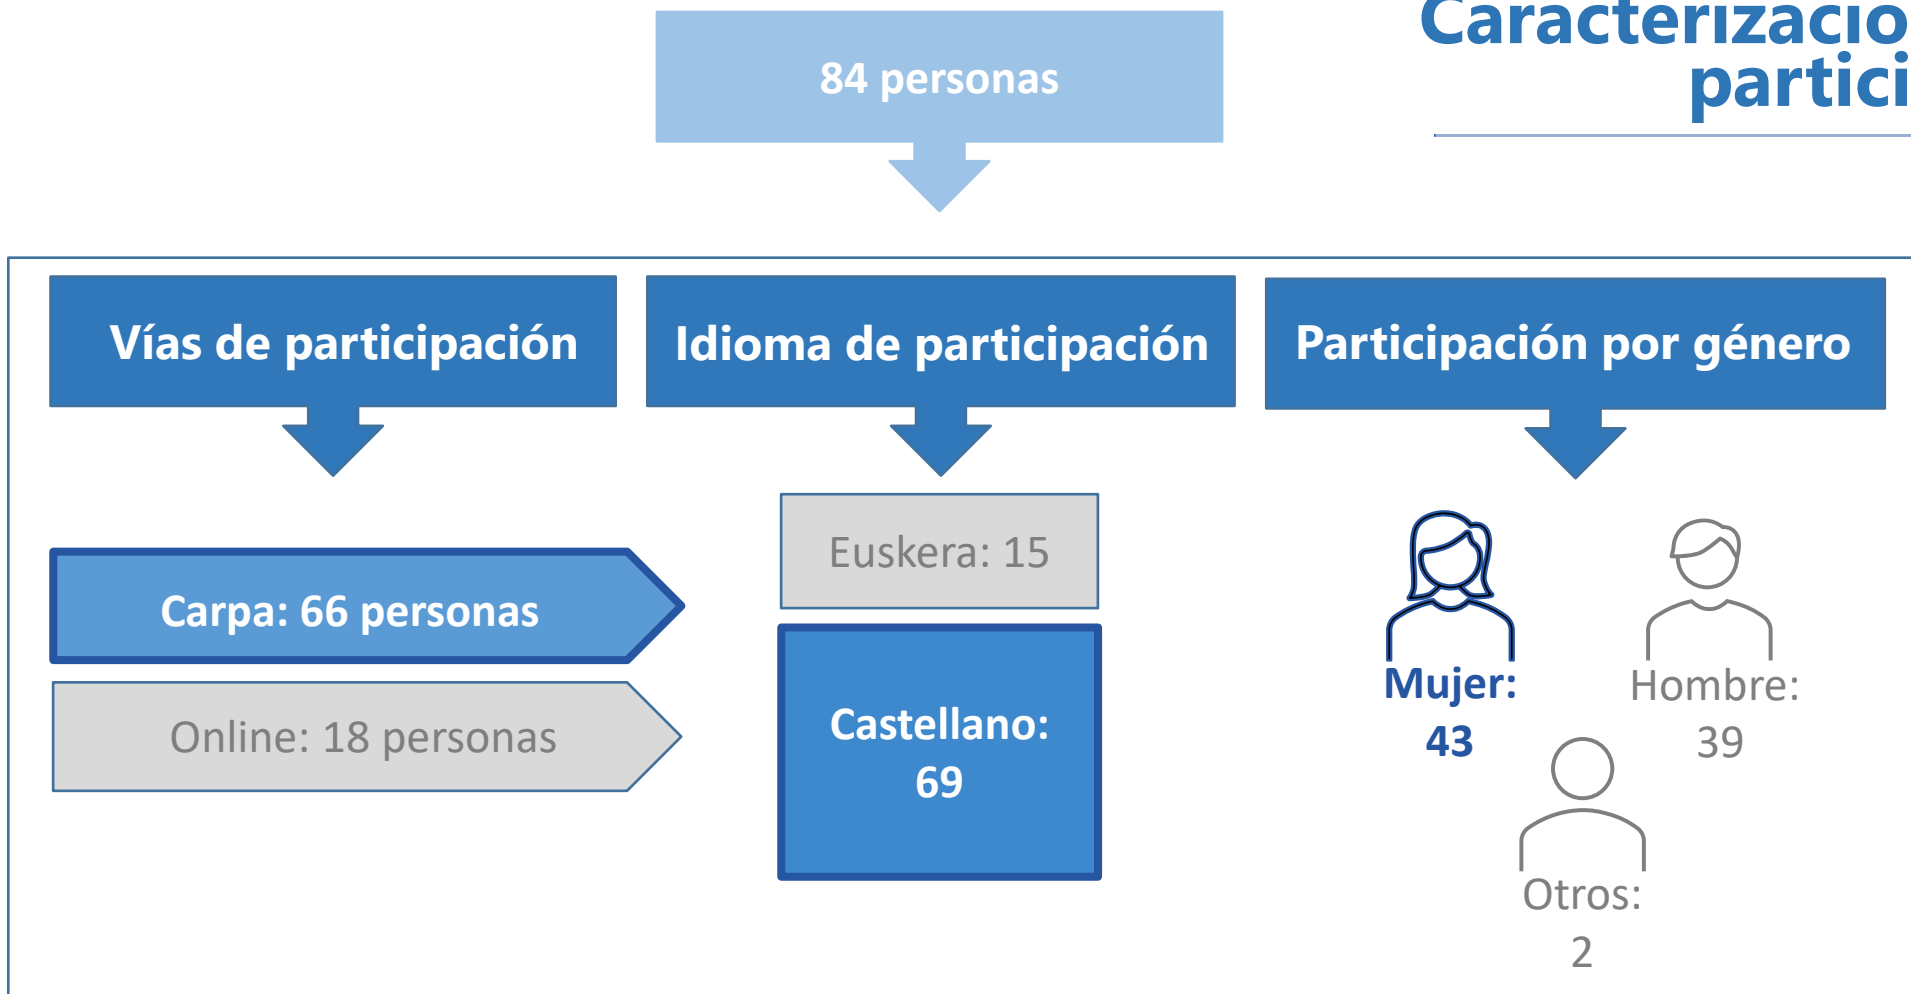 Caracterizacio
partici
84 personas
Vías de participación
Idioma de participación
Participación por género
Carpa: 66 personas
Online: 18 personas
Euskera: 15
Castellano:
69
Mujer:
43
Hombre:
39
Otros:
2